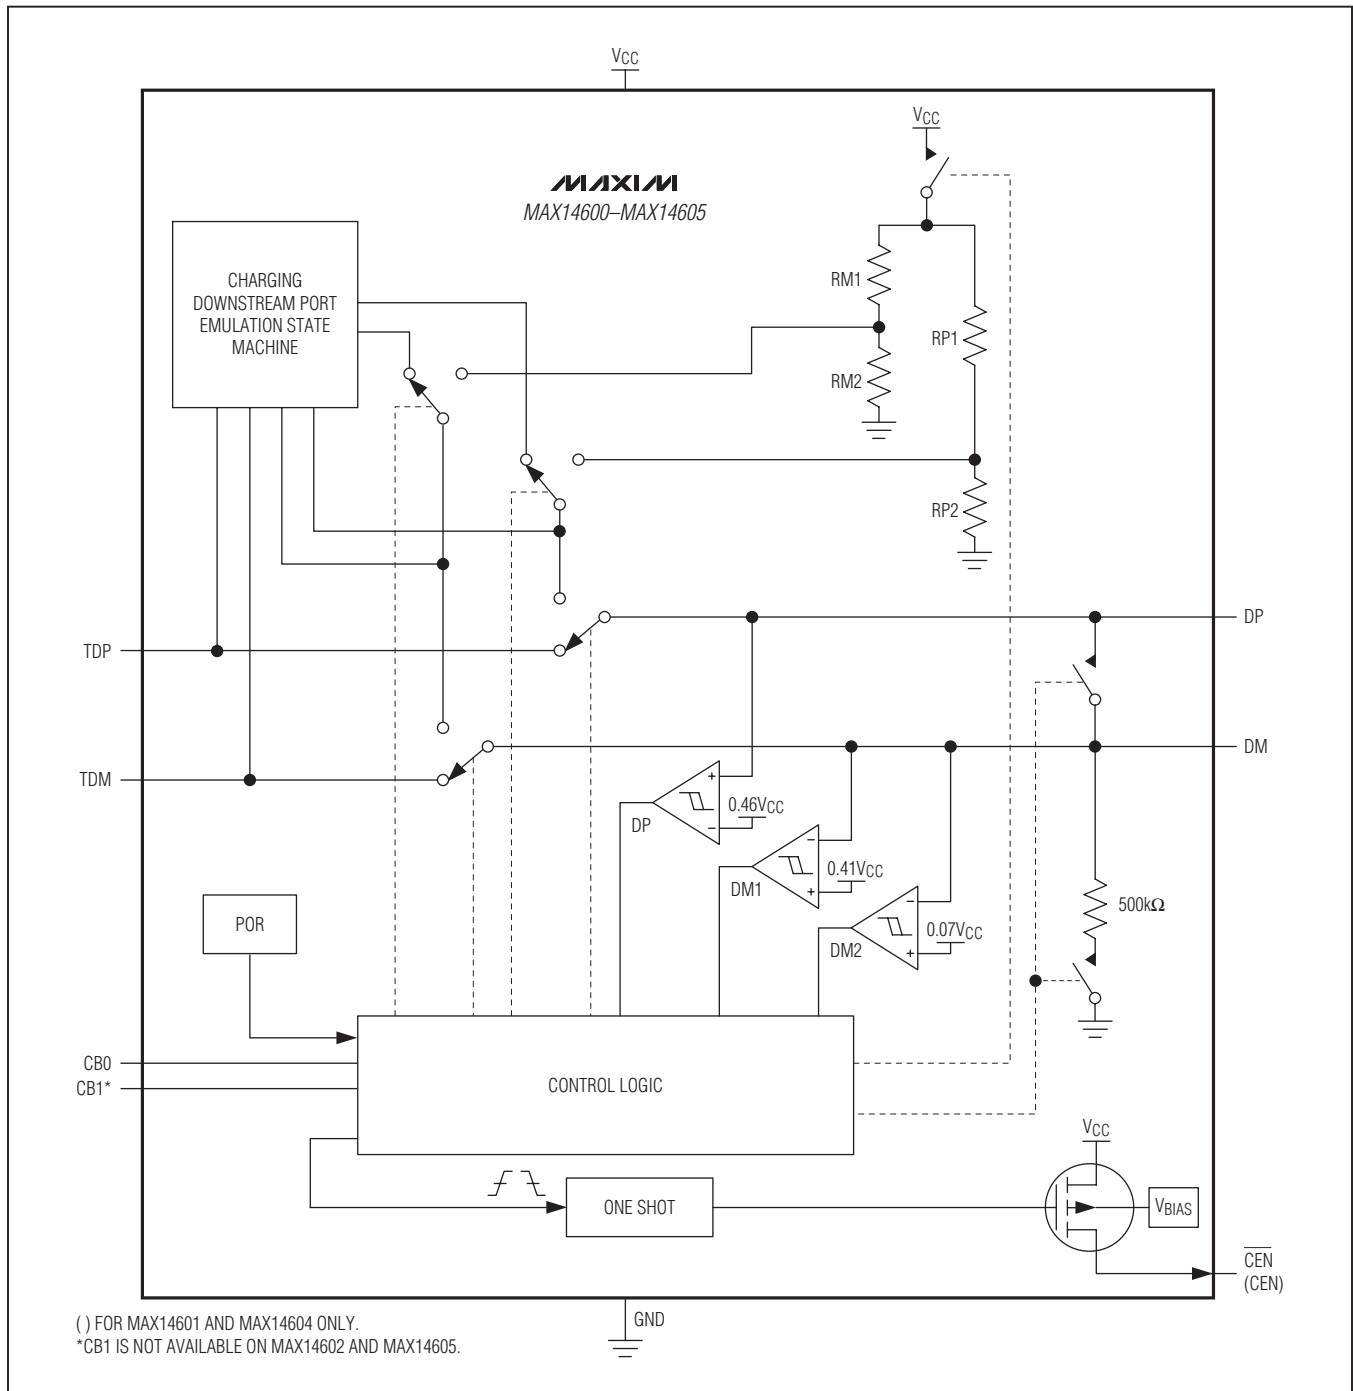 VCC
VCC
MAXIM
MAX14600–MAX14605
CHARGING
DOWNSTREAM PORT
EMULATION STATE
MACHINE
RM1
RP1
RM2
RP2
DP
TDP
DM
TDM
+
0.46VCC
–
DP
–
0.41VCC
+
DM1
–
0.07VCC
+
DM2
500kΩ
POR
CB0
CB1*
CONTROL LOGIC
VCC
ONE SHOT
VBIAS
CEN
(CEN)
GND
( ) FOR MAX14601 AND MAX14604 ONLY.
*CB1 IS NOT AVAILABLE ON MAX14602 AND MAX14605.